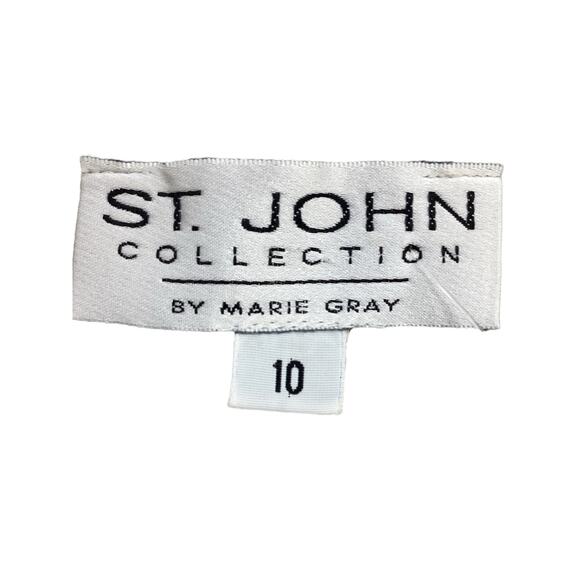 ST. JOHN
COLLECTION
BY MARIE GRAY
10